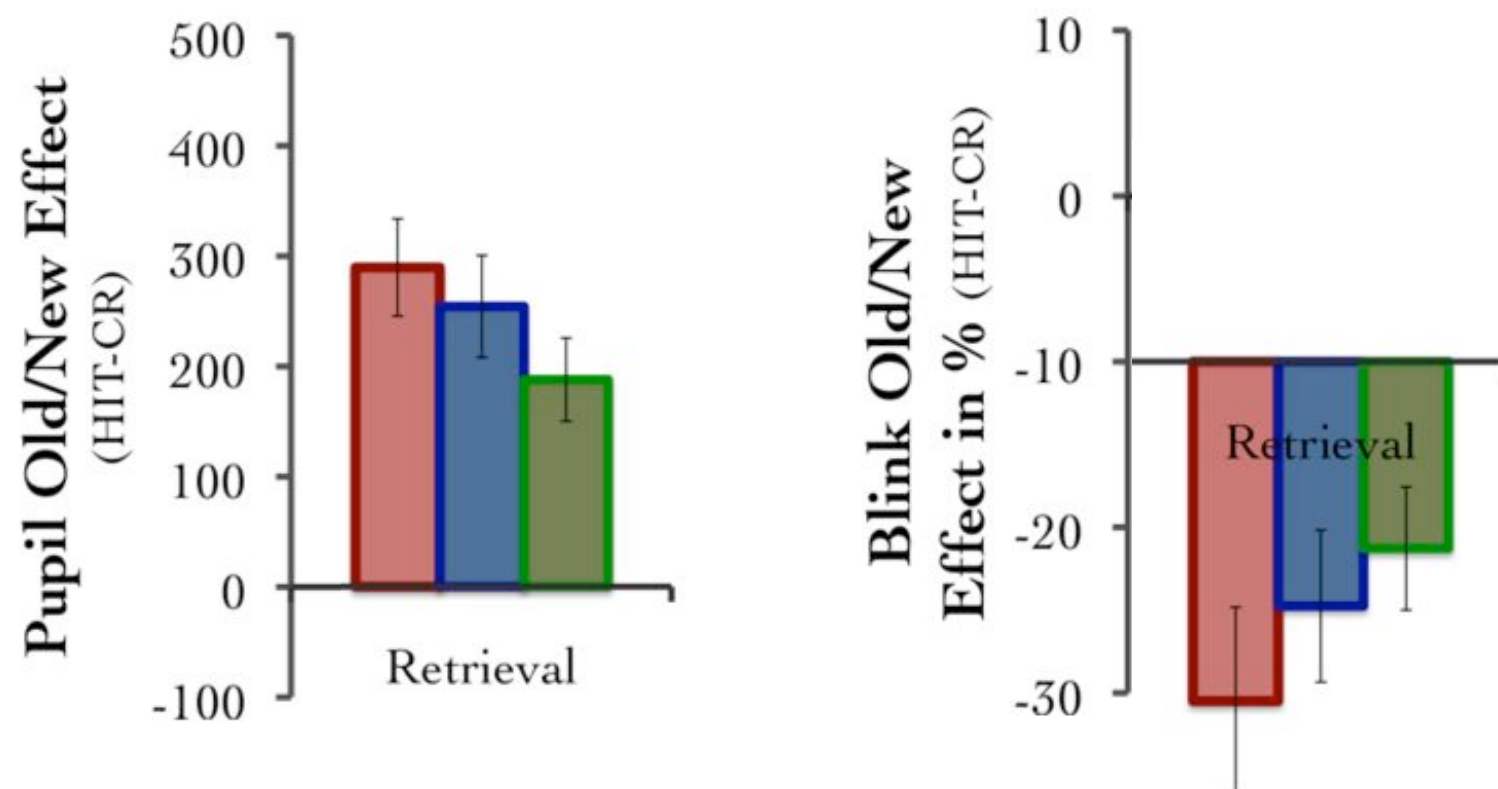 Pupil Old/New Effect
(HIT-CR)
500
400
300
200
100
0
-100
Retrieval
Blink Old/New
Effect in % (HIT-CR)
10
0
-10
-20
-30
Retrieval